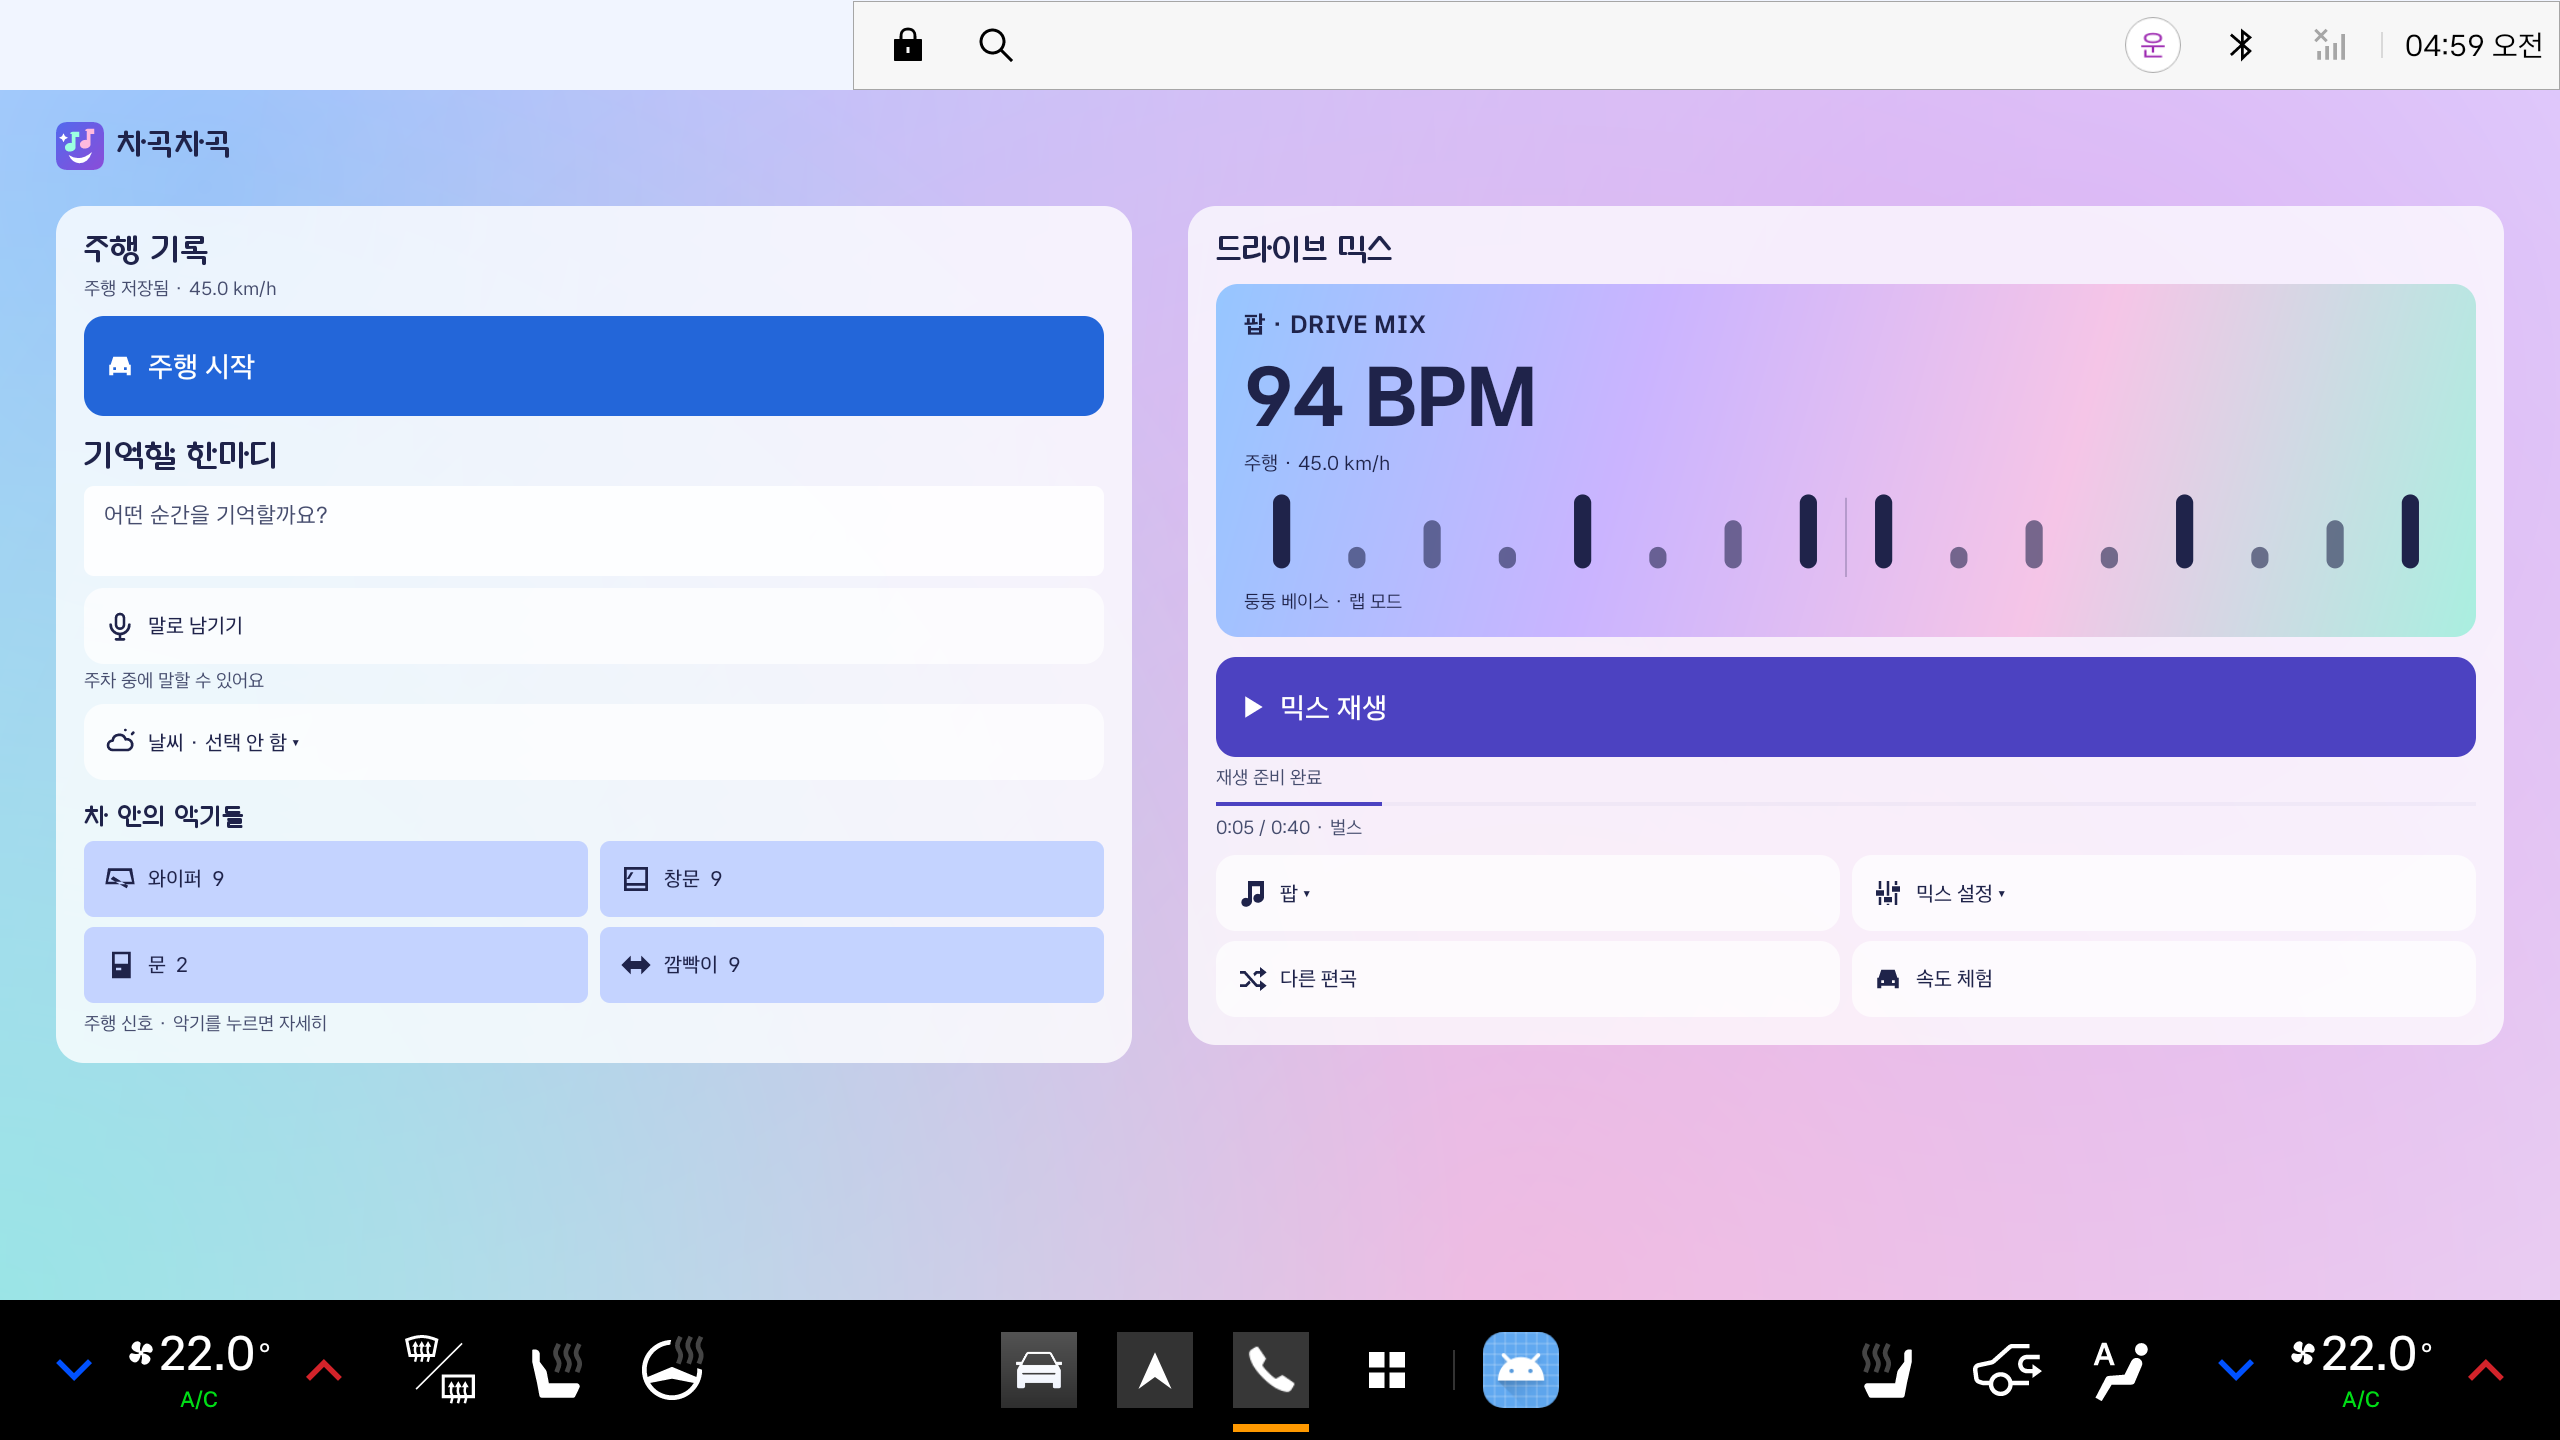 운
04:59 오전
차곡차곡
주행 기록
주행 저장됨 · 45.0 km/h
주행 시작
기억할 한마디
어떤 순간을 기억할까요?
말로 남기기
주차 중에 말할 수 있어요
날씨 · 선택 안 함 ▾
차 안의 악기들
와이퍼 9
창문 9
문 2
깜빡이 9
주행 신호 · 악기를 누르면 자세히
드라이브 믹스
팝 · DRIVE MIX
94 BPM
주행 · 45.0 km/h
둥둥 베이스 · 랩 모드
믹스 재생
재생 준비 완료
0:05 / 0:40 · 벌스
팝 ▾
믹스 설정 ▾
다른 편곡
속도 체험
22.0°
A/C
A
22.0°
A/C